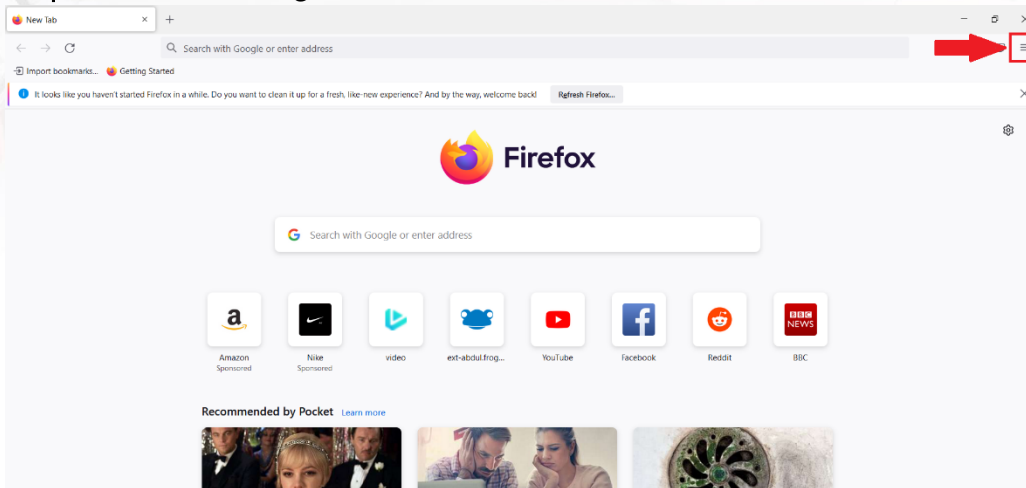 New Tab
Search with Google or enter address
Import bookmarks... Getting Started
It looks like you haven't started Firefox in a while. Do you want to clean it up for a fresh, like-new experience? And by the way, welcome back! Refresh Firefox...
Firefox
Search with Google or enter address
BBC
NEWS
Amazon Nike video ext-abdul.frog... YouTube Facebook Reddit BBC
Sponsored Sponsored
Recommended by Pocket Learn more